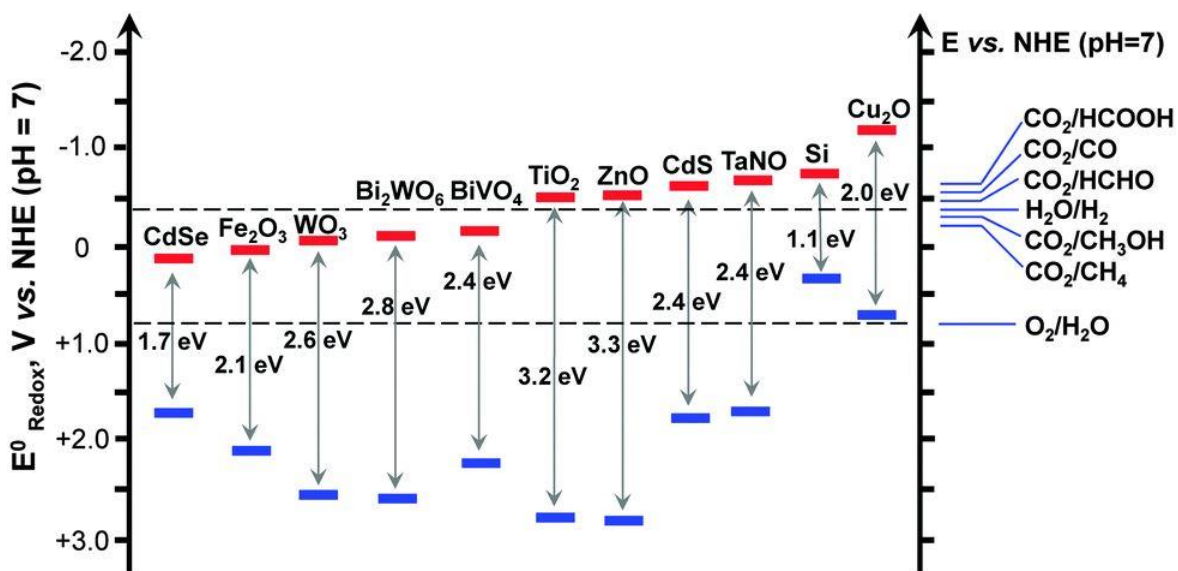 E⁰Redox, V vs. NHE (pH = 7)
-2.0
-1.0
0
+1.0
+2.0
+3.0
CdSe
1.7 eV
Fe₂O₃
2.1 eV
WO₃
2.6 eV
Bi₂WO₆
2.8 eV
BiVO₄
2.4 eV
TiO₂
3.2 eV
ZnO
3.3 eV
CdS
2.4 eV
TaNO
2.4 eV
Si
1.1 eV
Cu₂O
2.0 eV
E vs. NHE (pH=7)
CO₂/HCOOH
CO₂/CO
CO₂/HCHO
H₂O/H₂
CO₂/CH₃OH
CO₂/CH₄
O₂/H₂O